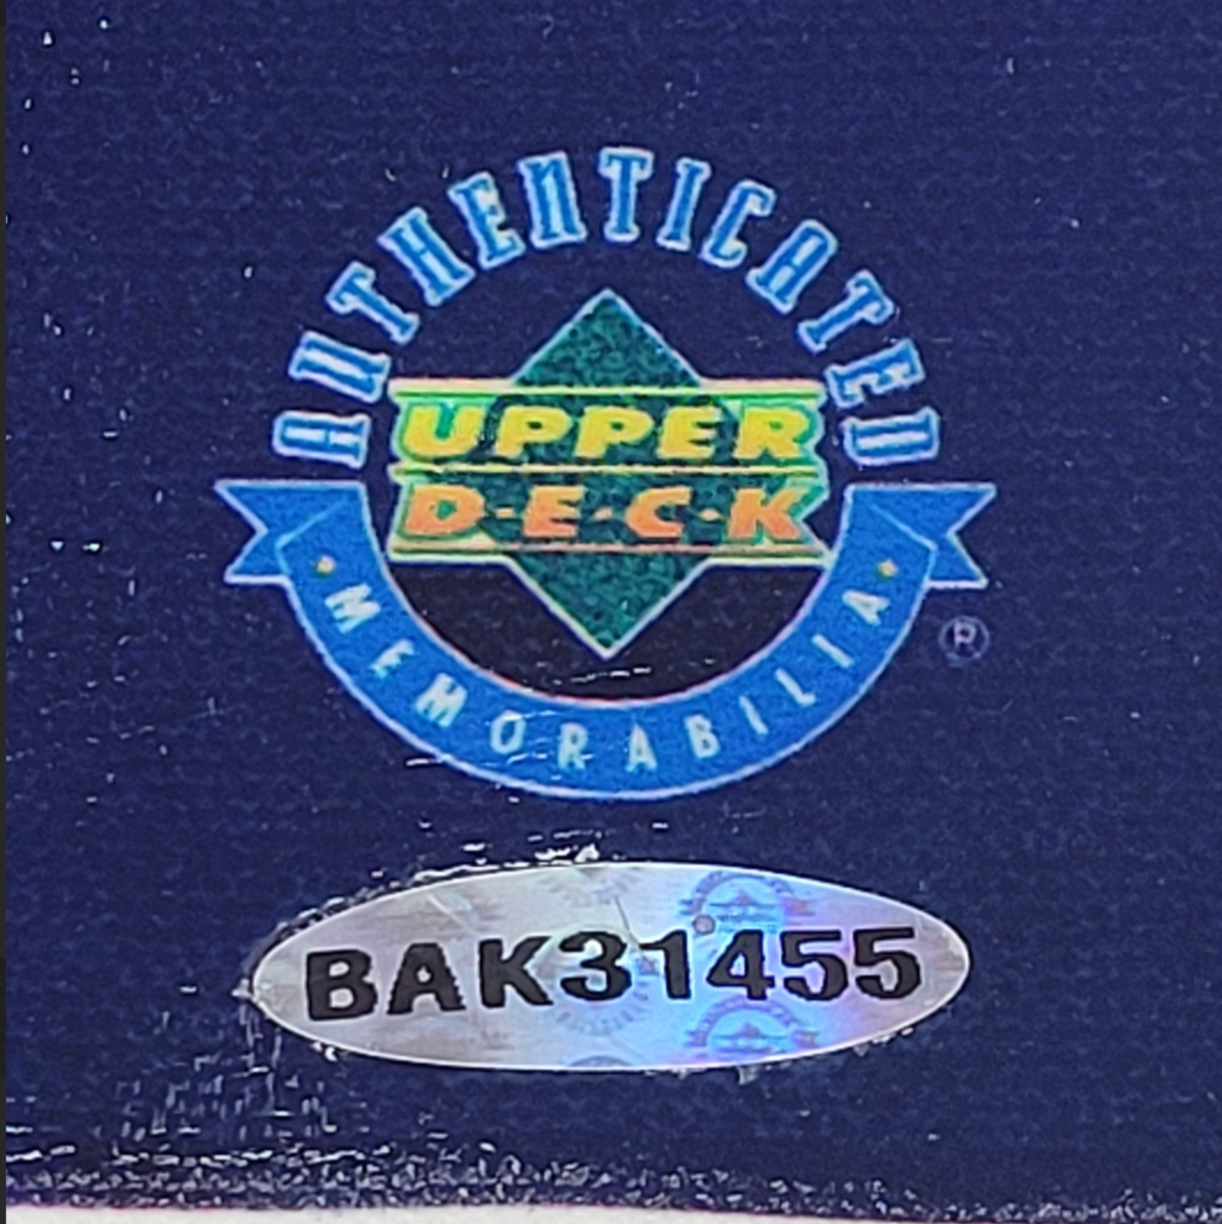 AUTHENTICATED
UPPER
D·E·C·K
MEMORABILIA
®
BAK31455